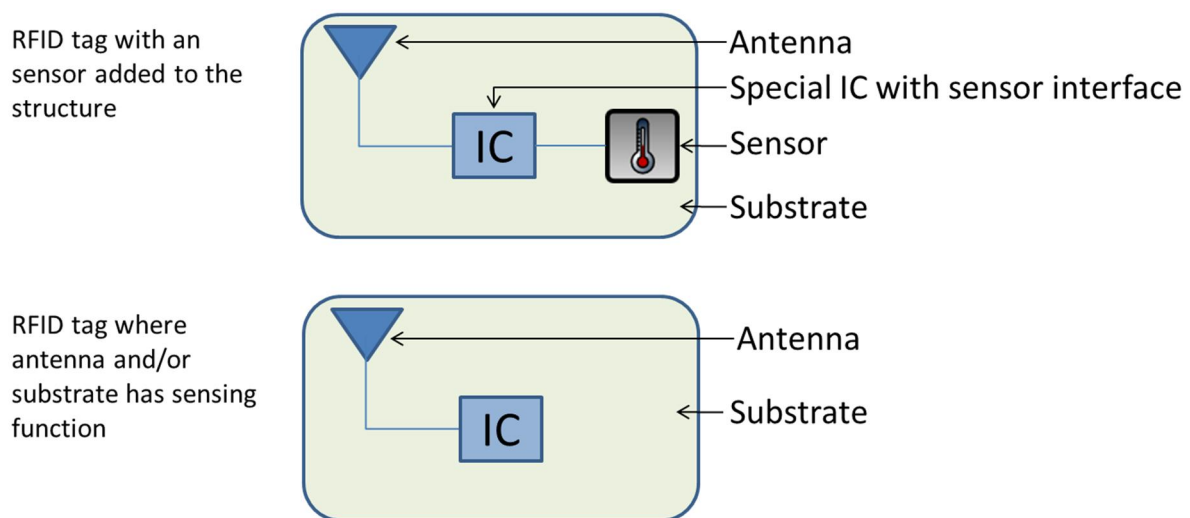 RFID tag with an
sensor added to the
structure
Antenna
Special IC with sensor interface
IC
Sensor
Substrate
RFID tag where
antenna and/or
substrate has sensing
function
Antenna
IC
Substrate